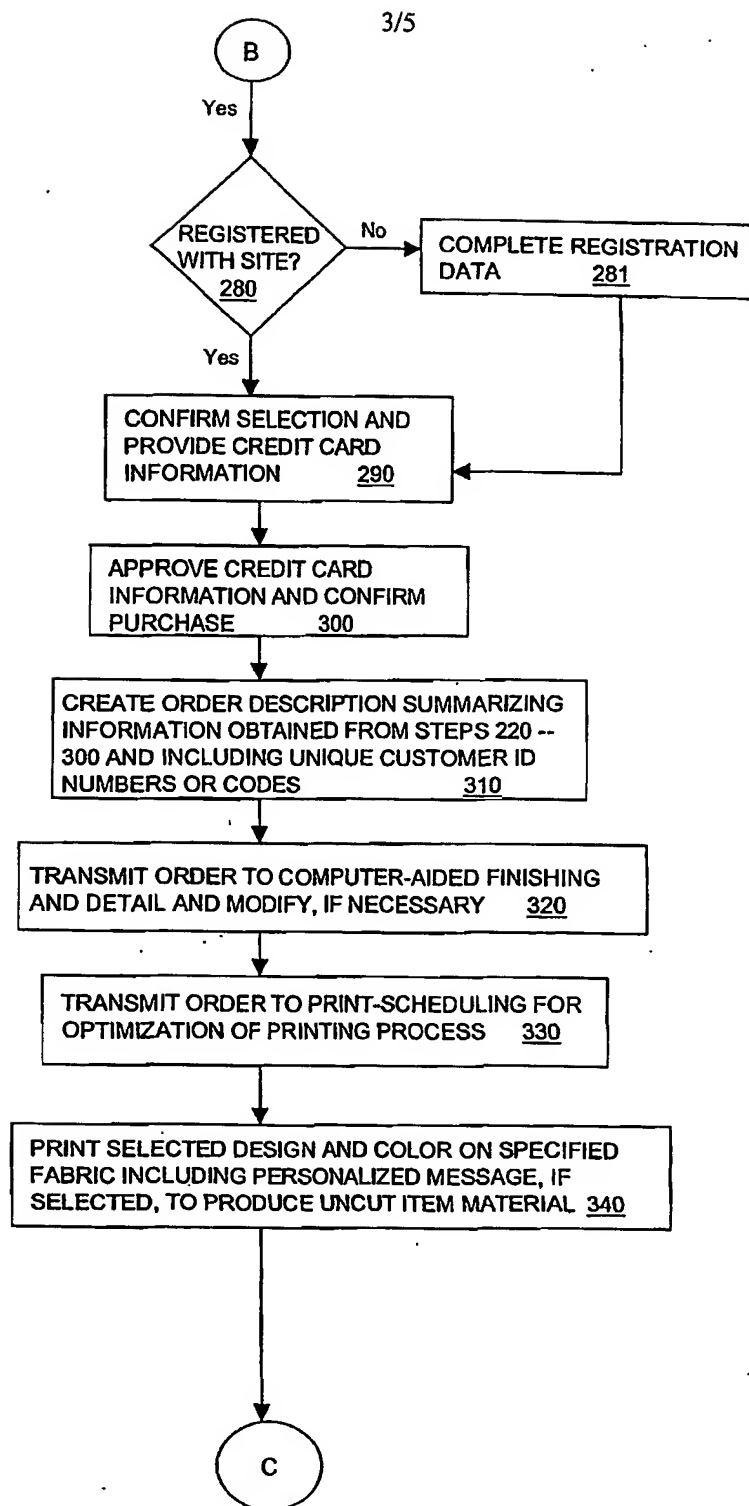 3/5
B
Yes
REGISTERED
WITH SITE?
280
No
COMPLETE REGISTRATION
DATA 281
Yes
CONFIRM SELECTION AND
PROVIDE CREDIT CARD
INFORMATION 290
APPROVE CREDIT CARD
INFORMATION AND CONFIRM
PURCHASE 300
CREATE ORDER DESCRIPTION SUMMARIZING
INFORMATION OBTAINED FROM STEPS 220 --
300 AND INCLUDING UNIQUE CUSTOMER ID
NUMBERS OR CODES 310
TRANSMIT ORDER TO COMPUTER-AIDED FINISHING
AND DETAIL AND MODIFY, IF NECESSARY 320
TRANSMIT ORDER TO PRINT-SCHEDULING FOR
OPTIMIZATION OF PRINTING PROCESS 330
PRINT SELECTED DESIGN AND COLOR ON SPECIFIED
FABRIC INCLUDING PERSONALIZED MESSAGE, IF
SELECTED, TO PRODUCE UNCUT ITEM MATERIAL 340
C